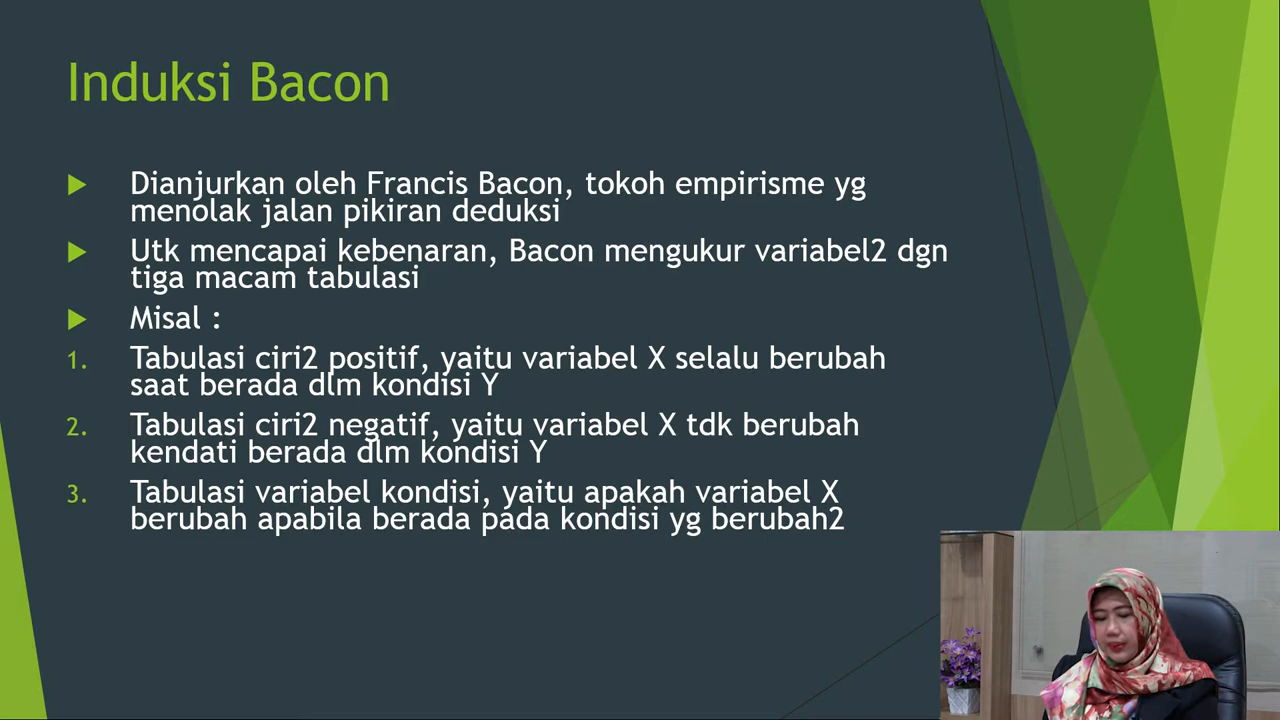 Induksi Bacon
Dianjurkan oleh Francis Bacon, tokoh empirisme yg
menolak jalan pikiran deduksi
Utk mencapai kebenaran, Bacon mengukur variabel2 dgn
tiga macam tabulasi
Misal :
1. Tabulasi ciri2 positif, yaitu variabel X selalu berubah
saat berada dlm kondisi Y
2. Tabulasi ciri2 negatif, yaitu variabel X tdk berubah
kendati berada dlm kondisi Y
3. Tabulasi variabel kondisi, yaitu apakah variabel X
berubah apabila berada pada kondisi yg berubah2